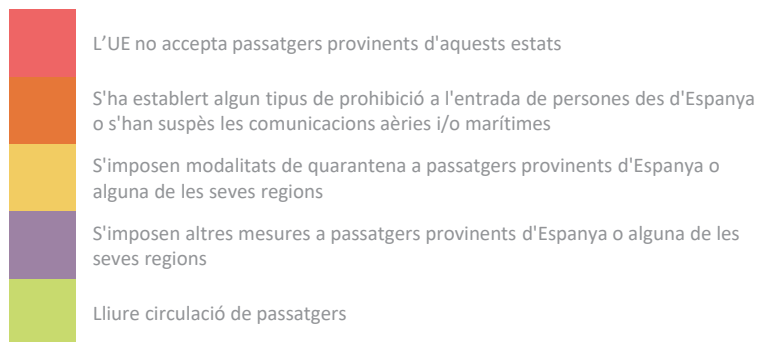 L’UE no accepta passatgers provinents d'aquests estats
S'ha establert algun tipus de prohibició a l'entrada de persones des d'Espanya
o s'han suspès les comunicacions aèries i/o marítimes
S'imposen modalitats de quarantena a passatgers provinents d'Espanya o
alguna de les seves regions
S'imposen altres mesures a passatgers provinents d'Espanya o alguna de les
seves regions
Lliure circulació de passatgers